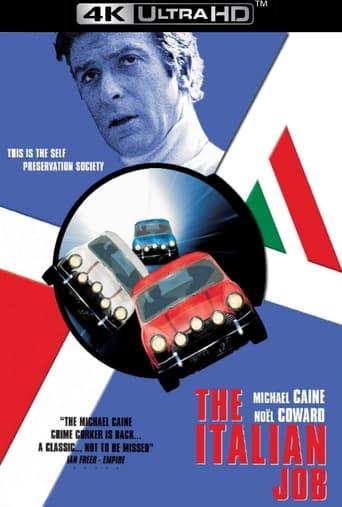 4K ULTRA HD™
THIS IS THE SELF
PRESERVATION SOCIETY
MICHAEL CAINE
NOËL COWARD
THE
ITALIAN
JOB
"THE MICHAEL CAINE
CRIME CORKER IS BACK...
A CLASSIC... NOT TO BE MISSED"
IAN FREER - EMPIRE